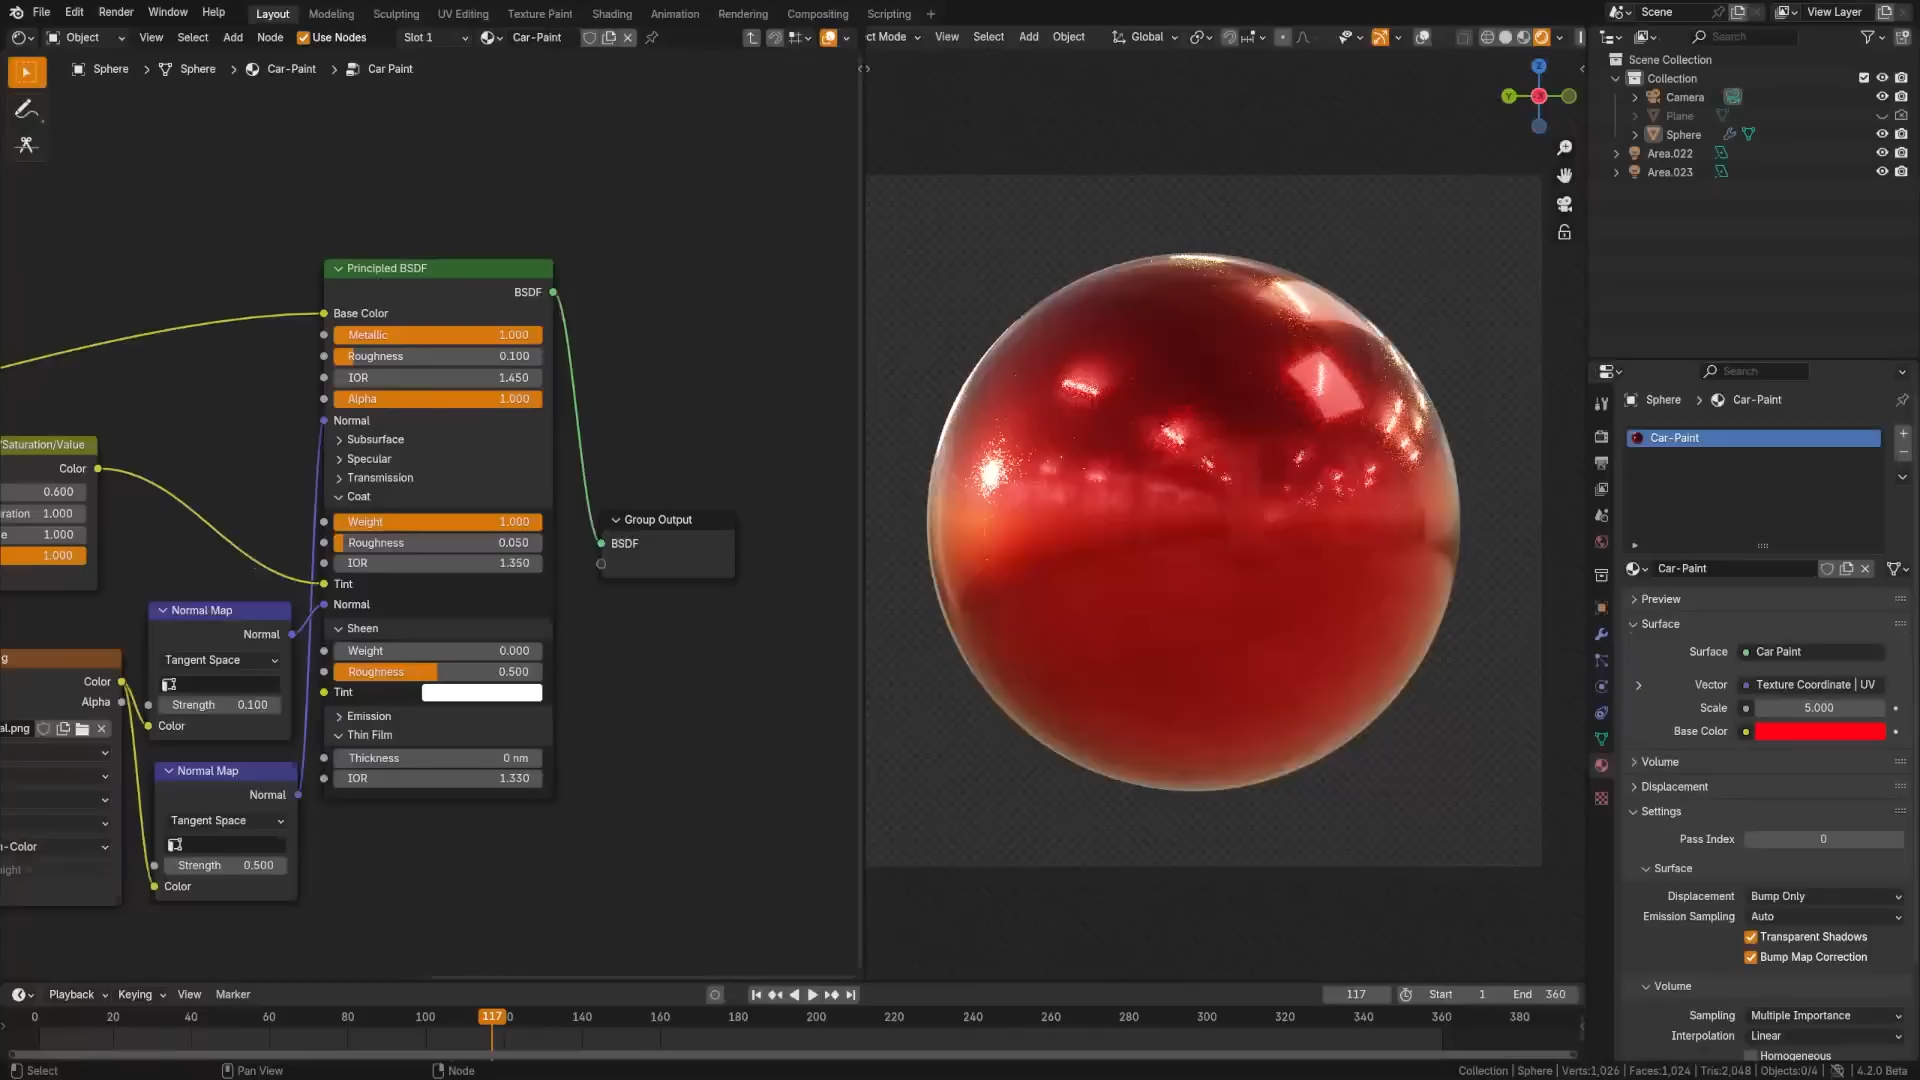 File Edit Render Window Help Layout Modeling Sculpting UV Editing Texture Paint Shading Animation Rendering Compositing Scripting + Scene View Layer
Object View Select Add Node Use Nodes Slot 1 Car-Paint ct Mode View Select Add Object Global Search
Sphere > Sphere > Car-Paint > Car Paint
Scene Collection
Collection
Camera
Plane
Sphere
Area.022
Area.023
Z
Y
Principled BSDF
BSDF
Base Color
Metallic 1.000
Roughness 0.100
IOR 1.450
Alpha 1.000
Normal
Subsurface
Specular
Transmission
Coat
Weight 1.000
Roughness 0.050
IOR 1.350
Tint
Normal
Sheen
Weight 0.000
Roughness 0.500
Tint
Emission
Thin Film
Thickness 0 nm
IOR 1.330
Group Output
BSDF
Saturation/Value
Color
0.600
ration 1.000
e 1.000
1.000
Normal Map
Normal
Tangent Space
Strength 0.100
Color
g
Color
Alpha
al.png
n-Color
ight
Normal Map
Normal
Tangent Space
Strength 0.500
Color
Search
Sphere > Car-Paint
Car-Paint
Car-Paint
Preview
Surface
Surface Car Paint
Vector Texture Coordinate | UV
Scale 5.000
Base Color
Volume
Displacement
Settings
Pass Index 0
Surface
Displacement Bump Only
Emission Sampling Auto
Transparent Shadows
Bump Map Correction
Volume
Sampling Multiple Importance
Interpolation Linear
Homogeneous
Playback Keying View Marker 117 Start 1 End 360
0 20 40 60 80 100 117 0 140 160 180 200 220 240 260 280 300 320 340 360 380
Select Pan View Node Collection | Sphere | Verts:1,026 | Faces:1,024 | Tris:2,048 | Objects:0/4 | 4.2.0 Beta